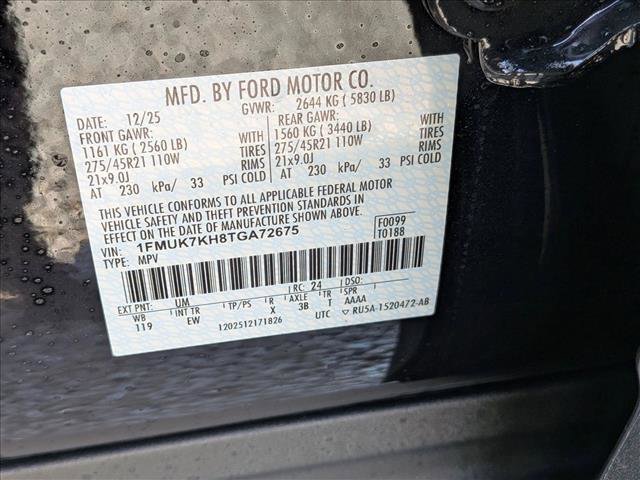 MFD. BY FORD MOTOR CO.
DATE: 12/25 GVWR: 2644 KG ( 5830 LB)
FRONT GAWR: REAR GAWR:
1161 KG ( 2560 LB) 1560 KG ( 3440 LB)
275/45R21 110W TIRES 275/45R21 110W TIRES
21x9.0J RIMS 21x9.0J RIMS
AT 230 kPa/ 33 PSI COLD AT 230 kPa/ 33 PSI COLD
THIS VEHICLE CONFORMS TO ALL APPLICABLE FEDERAL MOTOR
VEHICLE SAFETY AND THEFT PREVENTION STANDARDS IN
EFFECT ON THE DATE OF MANUFACTURE SHOWN ABOVE.
VIN: 1FMUK7KH8TGA72675 F0099
TYPE: MPV T0188
EXT PNT: UM RC: 24 DSO:
WB INT TR TP/PS R AXLE TR SPR
119 EW X 3B T AAAA
1202512171826 UTC RU5A-1520472-AB